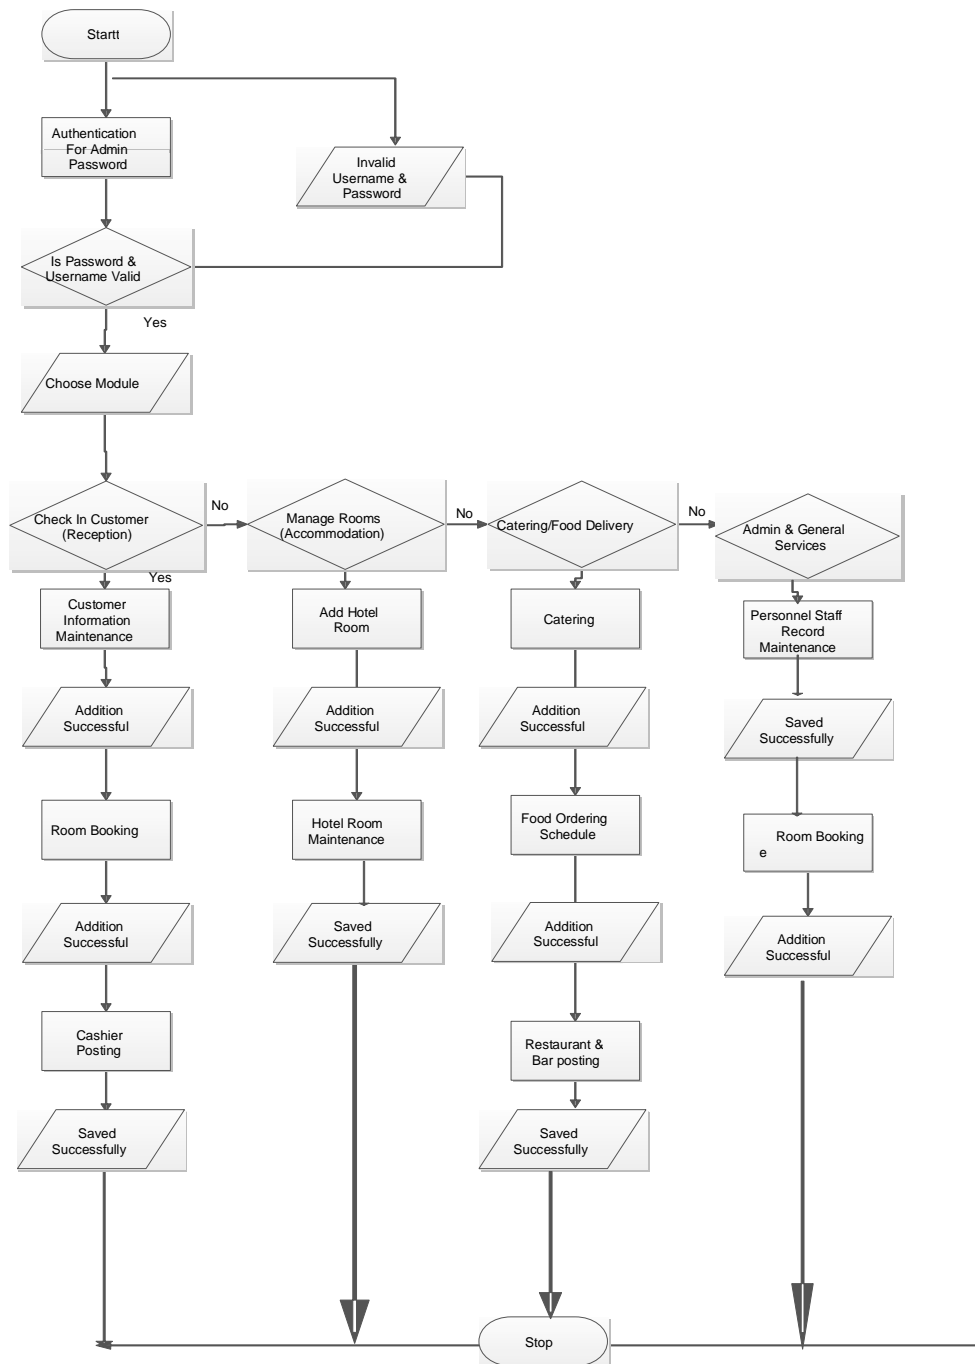 Startt
Authentication
For Admin
Password
Invalid
Username &
Password
Is Password &
Username Valid
Yes
Choose Module
Check In Customer
(Reception)
No
Manage Rooms
(Accommodation)
No
Catering/Food Delivery
No
Admin & General
Services
Yes
Customer
Information
Maintenance
Add Hotel
Room
Catering
Personnel Staff
Record
Maintenance
Addition
Successful
Addition
Successful
Addition
Successful
Saved
Successfully
Room Booking
Hotel Room
Maintenance
Food Ordering
Schedule
Room Booking
e
Addition
Successful
Saved
Successfully
Addition
Successful
Addition
Successful
Cashier
Posting
Restaurant &
Bar posting
Saved
Successfully
Saved
Successfully
Stop